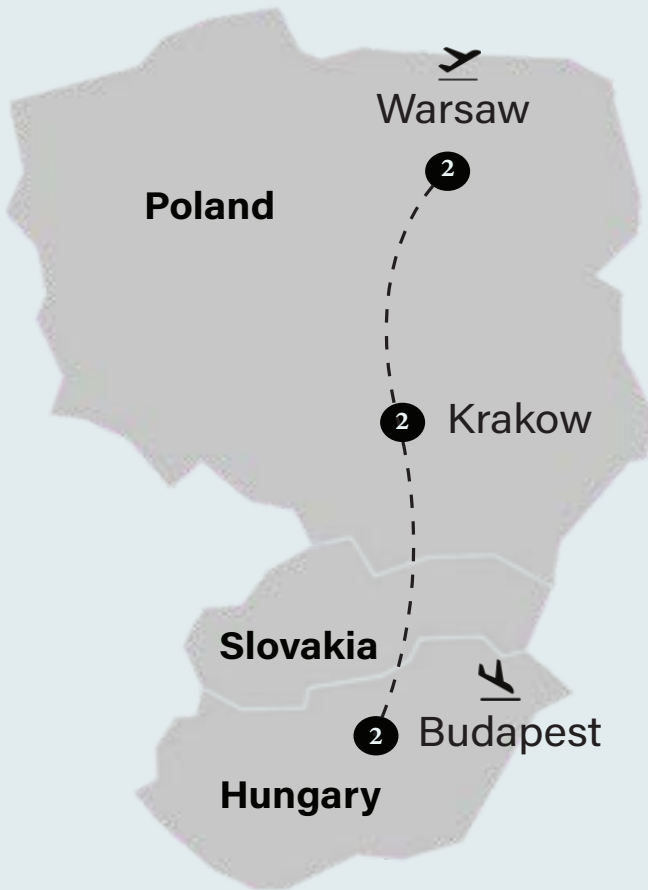 Warsaw
2
Poland
2 Krakow
Slovakia
2 Budapest
Hungary